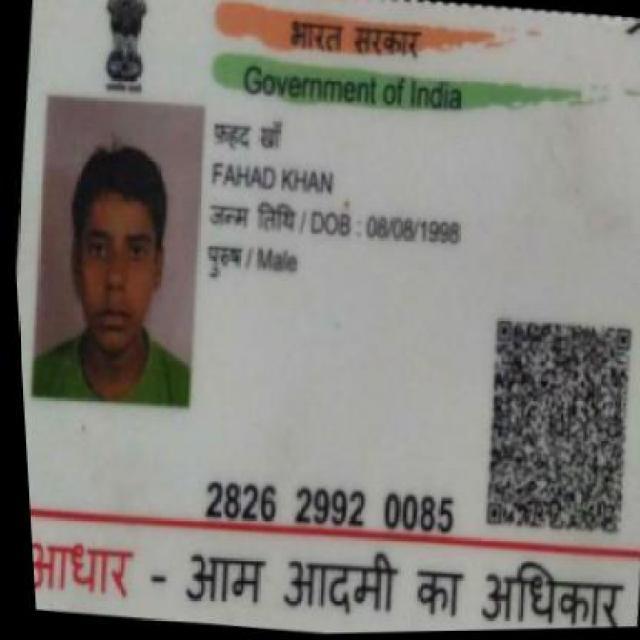 भारत सरकार
Government of India
फ़हद खाँ
FAHAD KHAN
जन्म तिथि / DOB : 08/08/1998
पुरुष / Male
2826 2992 0085
आधार - आम आदमी का अधिकार